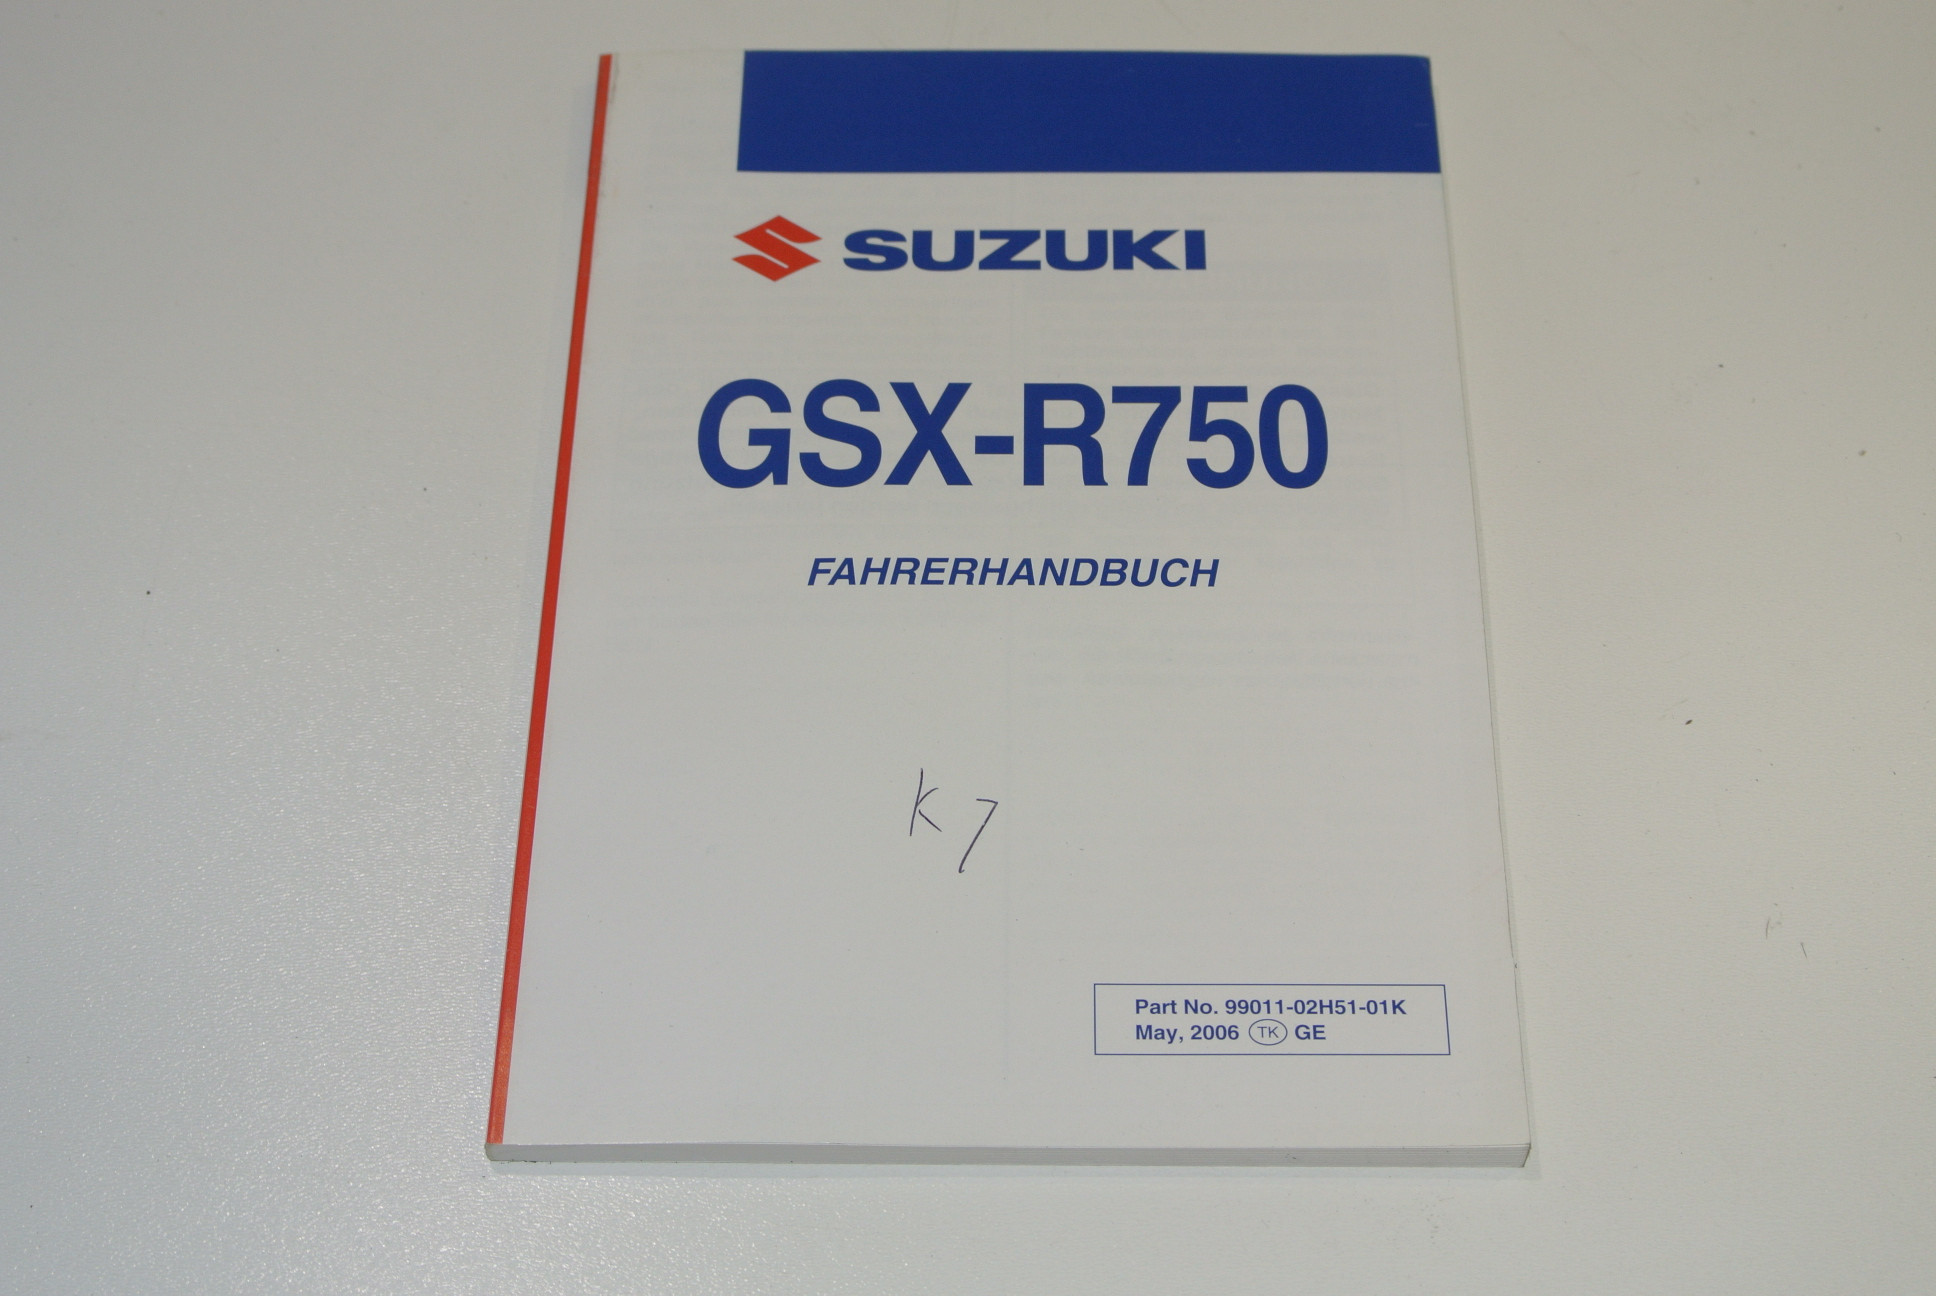 SUZUKI
GSX-R750
FAHRERHANDBUCH
K7
Part No. 99011-02H51-01K
May, 2006 TK GE